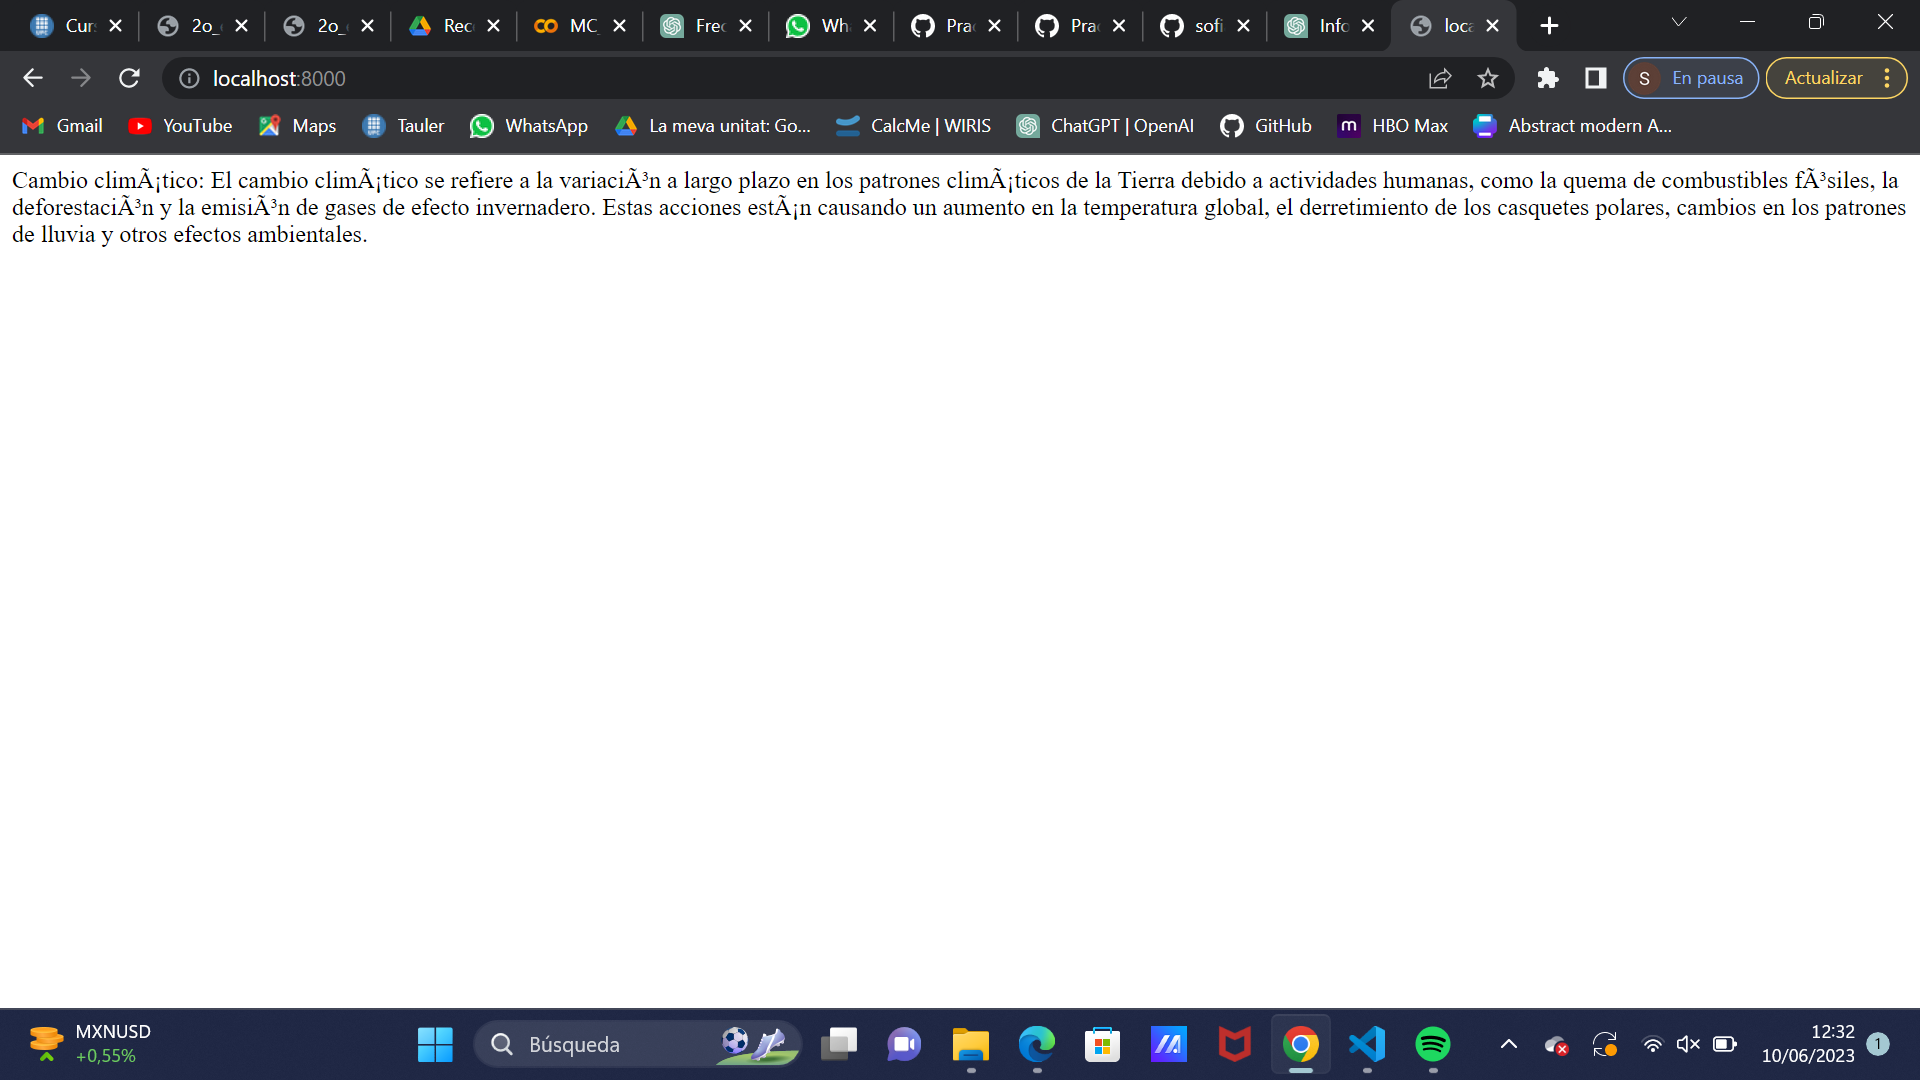 Cur
2o_
2o_
Rec
MC_
Frec
Wh
Pra
Pra
sofi
Info
loca
localhost:8000
S En pausa
Actualizar
Gmail YouTube Maps Tauler WhatsApp La meva unitat: Go... CalcMe | WIRIS ChatGPT | OpenAI GitHub HBO Max Abstract modern A...
Cambio climÃ¡tico: El cambio climÃ¡tico se refiere a la variaciÃ³n a largo plazo en los patrones climÃ¡ticos de la Tierra debido a actividades humanas, como la quema de combustibles fÃ³siles, la
deforestaciÃ³n y la emisiÃ³n de gases de efecto invernadero. Estas acciones estÃ¡n causando un aumento en la temperatura global, el derretimiento de los casquetes polares, cambios en los patrones
de lluvia y otros efectos ambientales.
MXNUSD
+0,55%
Búsqueda
12:32
10/06/2023
1